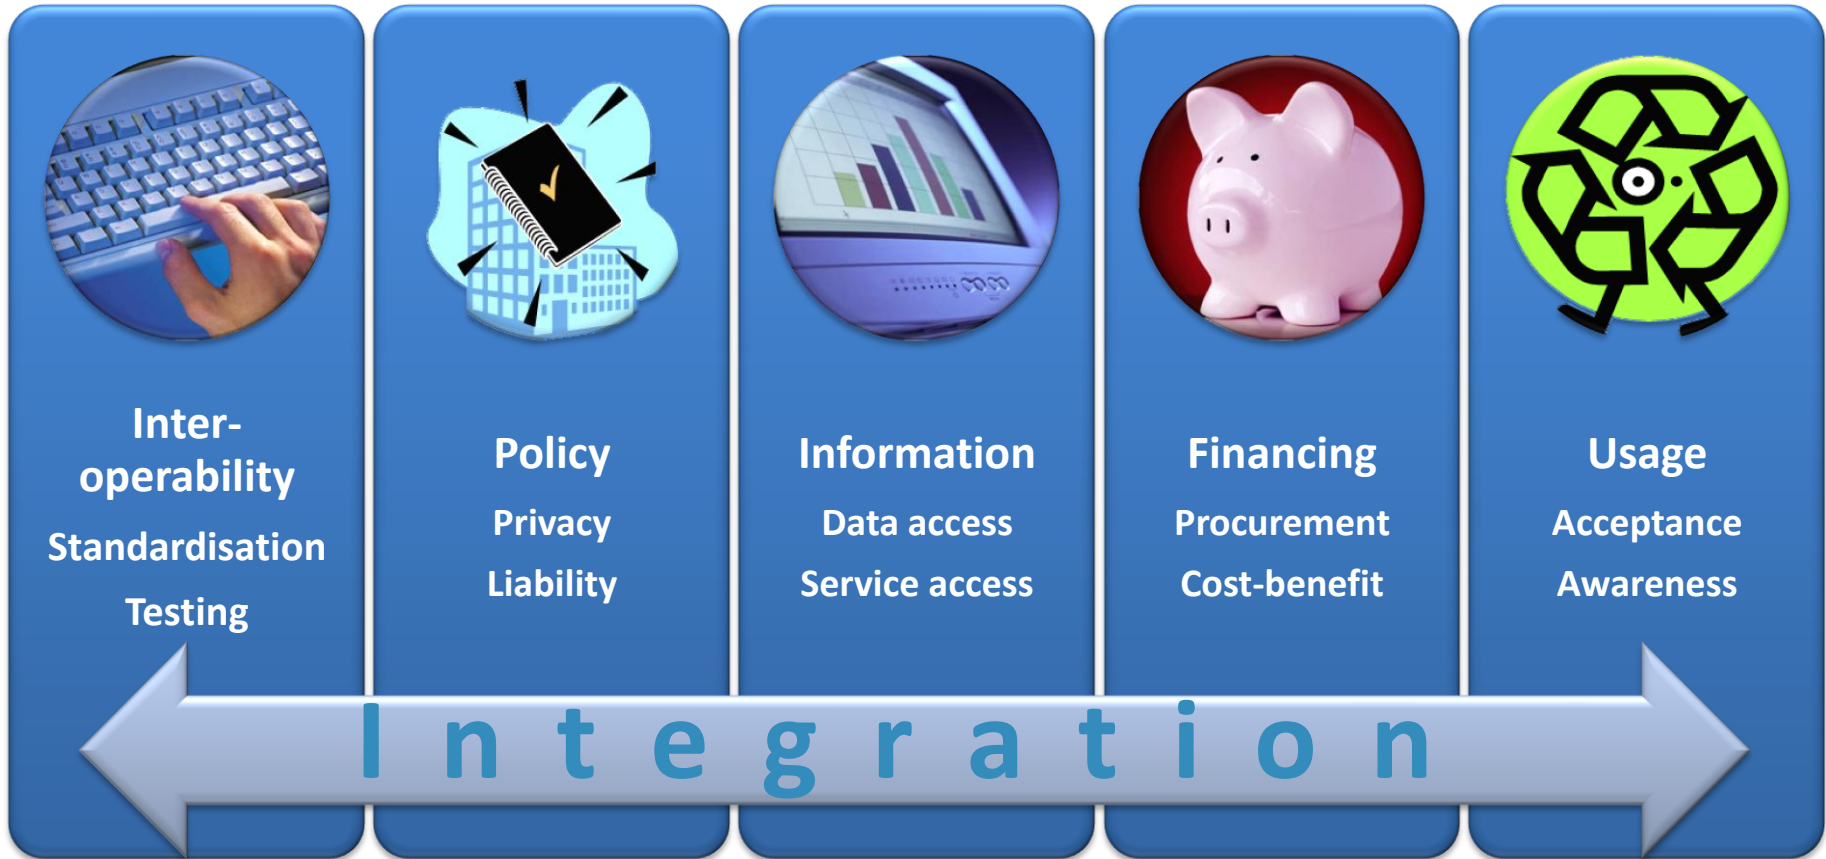 Inter-
operability
Standardisation
Testing
Policy
Privacy
Liability
Information
Data access
Service access
Financing
Procurement
Cost-benefit
Usage
Acceptance
Awareness
Integration